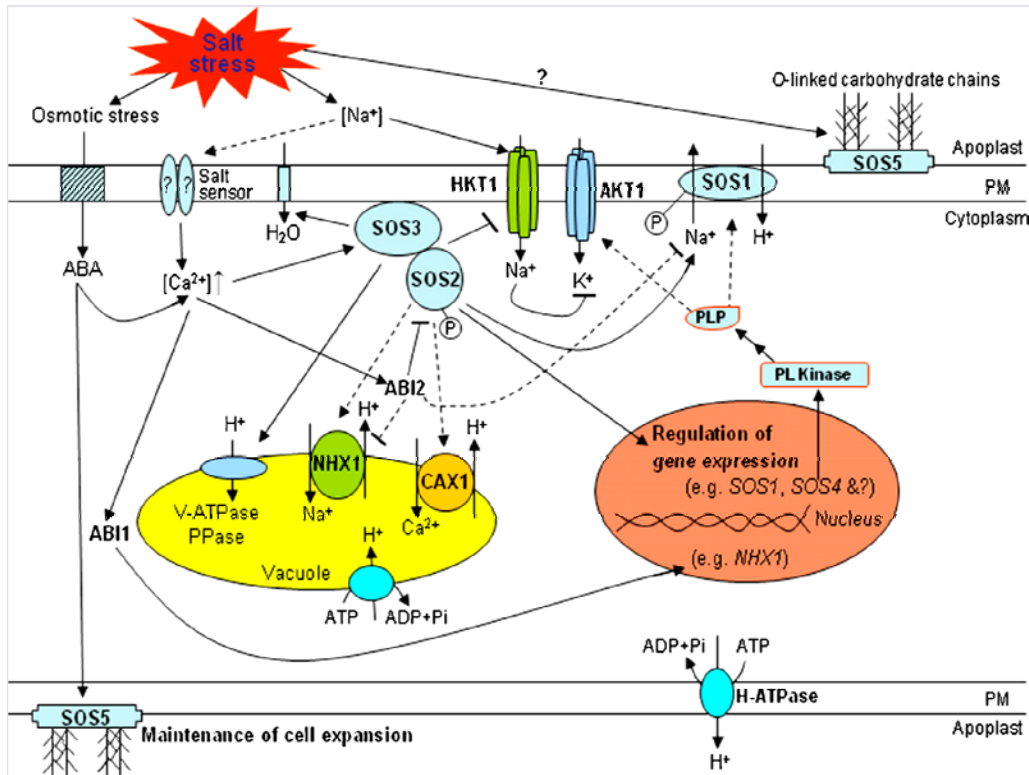 Salt
stress
?
O-linked carbohydrate chains
Osmotic stress
[Na⁺]
SOS5
Apoplast
? ?
Salt
sensor
HKT1
AKT1
SOS1
PM
P
Cytoplasm
SOS3
H₂O
Na⁺
H⁺
ABA
[Ca²⁺]↑
SOS2
Na⁺
K⁺
P
PLP
PL Kinase
ABI2
H⁺
H⁺
H⁺
NHX1
CAX1
Regulation of
gene expression
(e.g. SOS1, SOS4 &?)
V-ATPase
PPase
Na⁺
Ca²⁺
Nucleus
ABI1
H⁺
(e.g. NHX1)
Vacuole
ATP
ADP+Pi
ADP+Pi
ATP
H-ATPase
PM
SOS5
Maintenance of cell expansion
Apoplast
H⁺